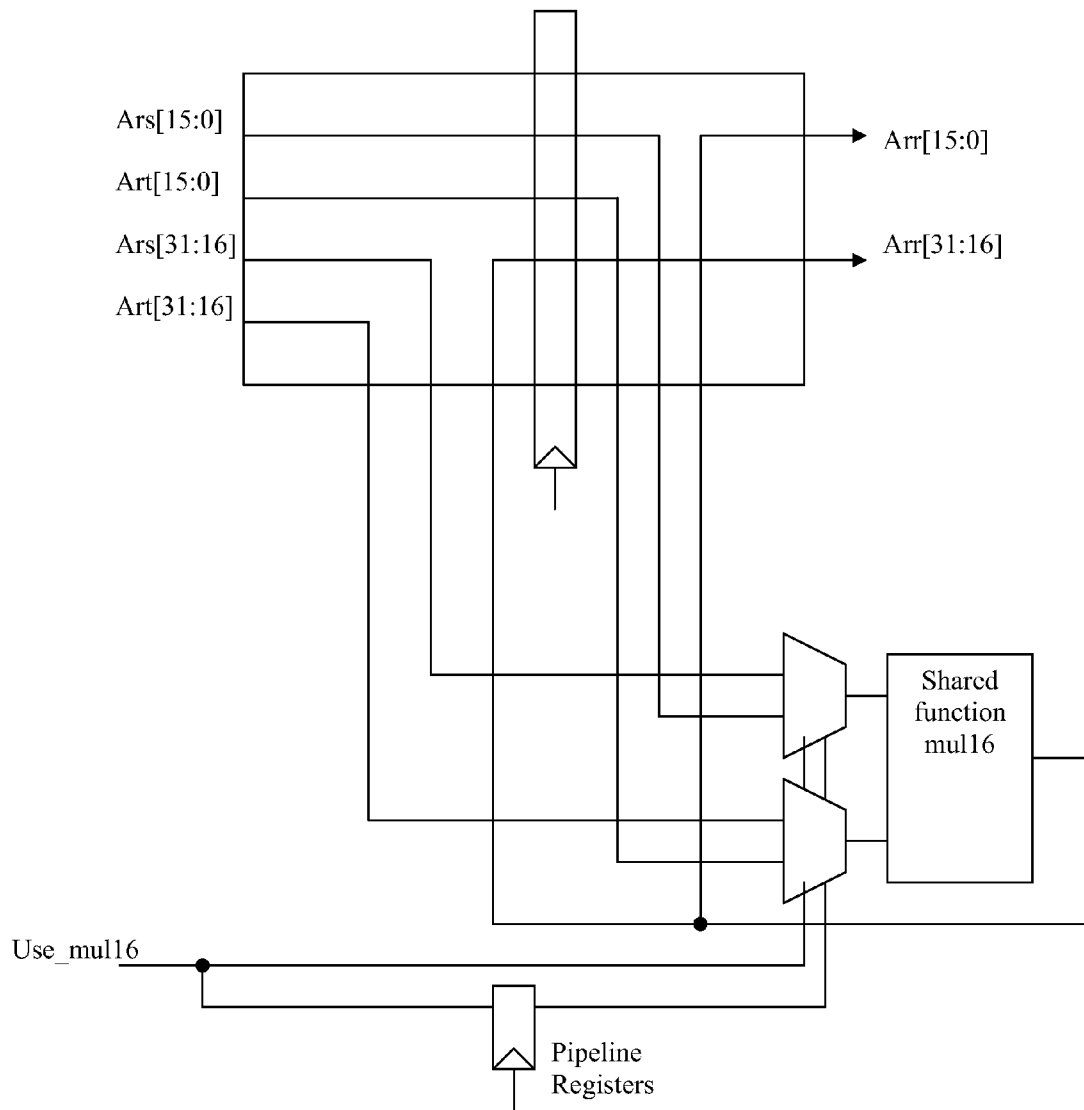 Ars[15:0]
Arr[15:0]
Art[15:0]
Ars[31:16]
Arr[31:16]
Art[31:16]
Shared
function
mul16
Use_mul16
Pipeline
Registers